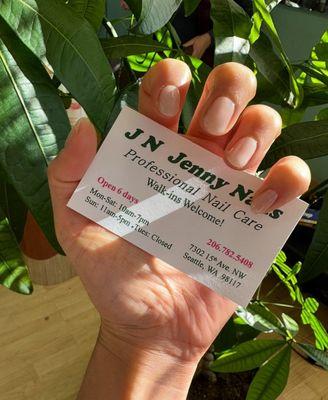 J N Jenny Nails
Professional Nail Care
Walk-ins Welcome!
Open 6 days
Mon-Sat: 10am-7pm
Sun: 11am-5pm · Tues: Closed
206.782.5408
7302 15th Ave. NW
Seattle, WA 98117